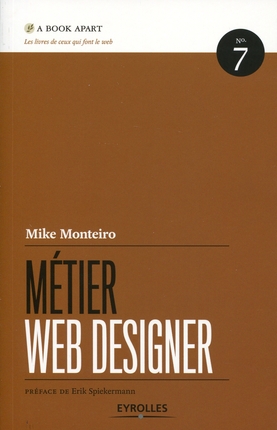 A BOOK APART
Les livres de ceux qui font le web
No.
7
Mike Monteiro
MÉTIER
WEB DESIGNER
PRÉFACE DE Erik Spiekermann
EYROLLES